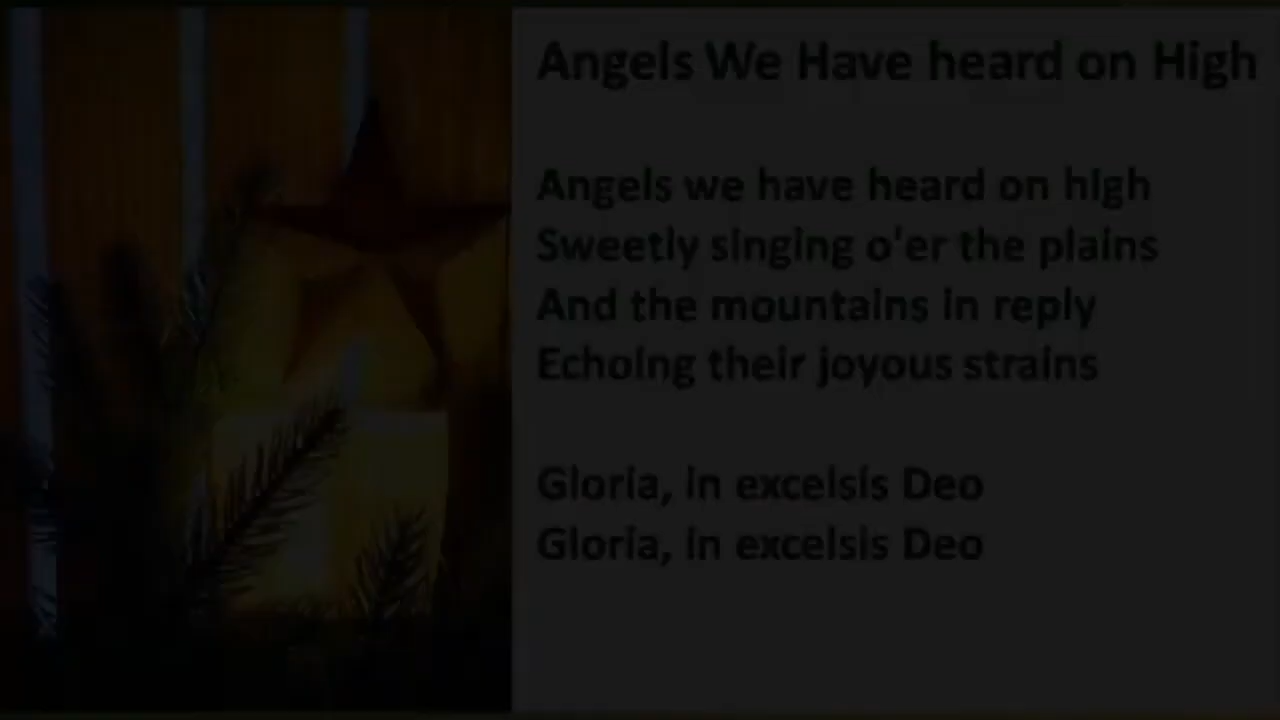 Angels We Have heard on High
Angels we have heard on high
Sweetly singing o'er the plains
And the mountains in reply
Echoing their joyous strains
Gloria, in excelsis Deo
Gloria, in excelsis Deo